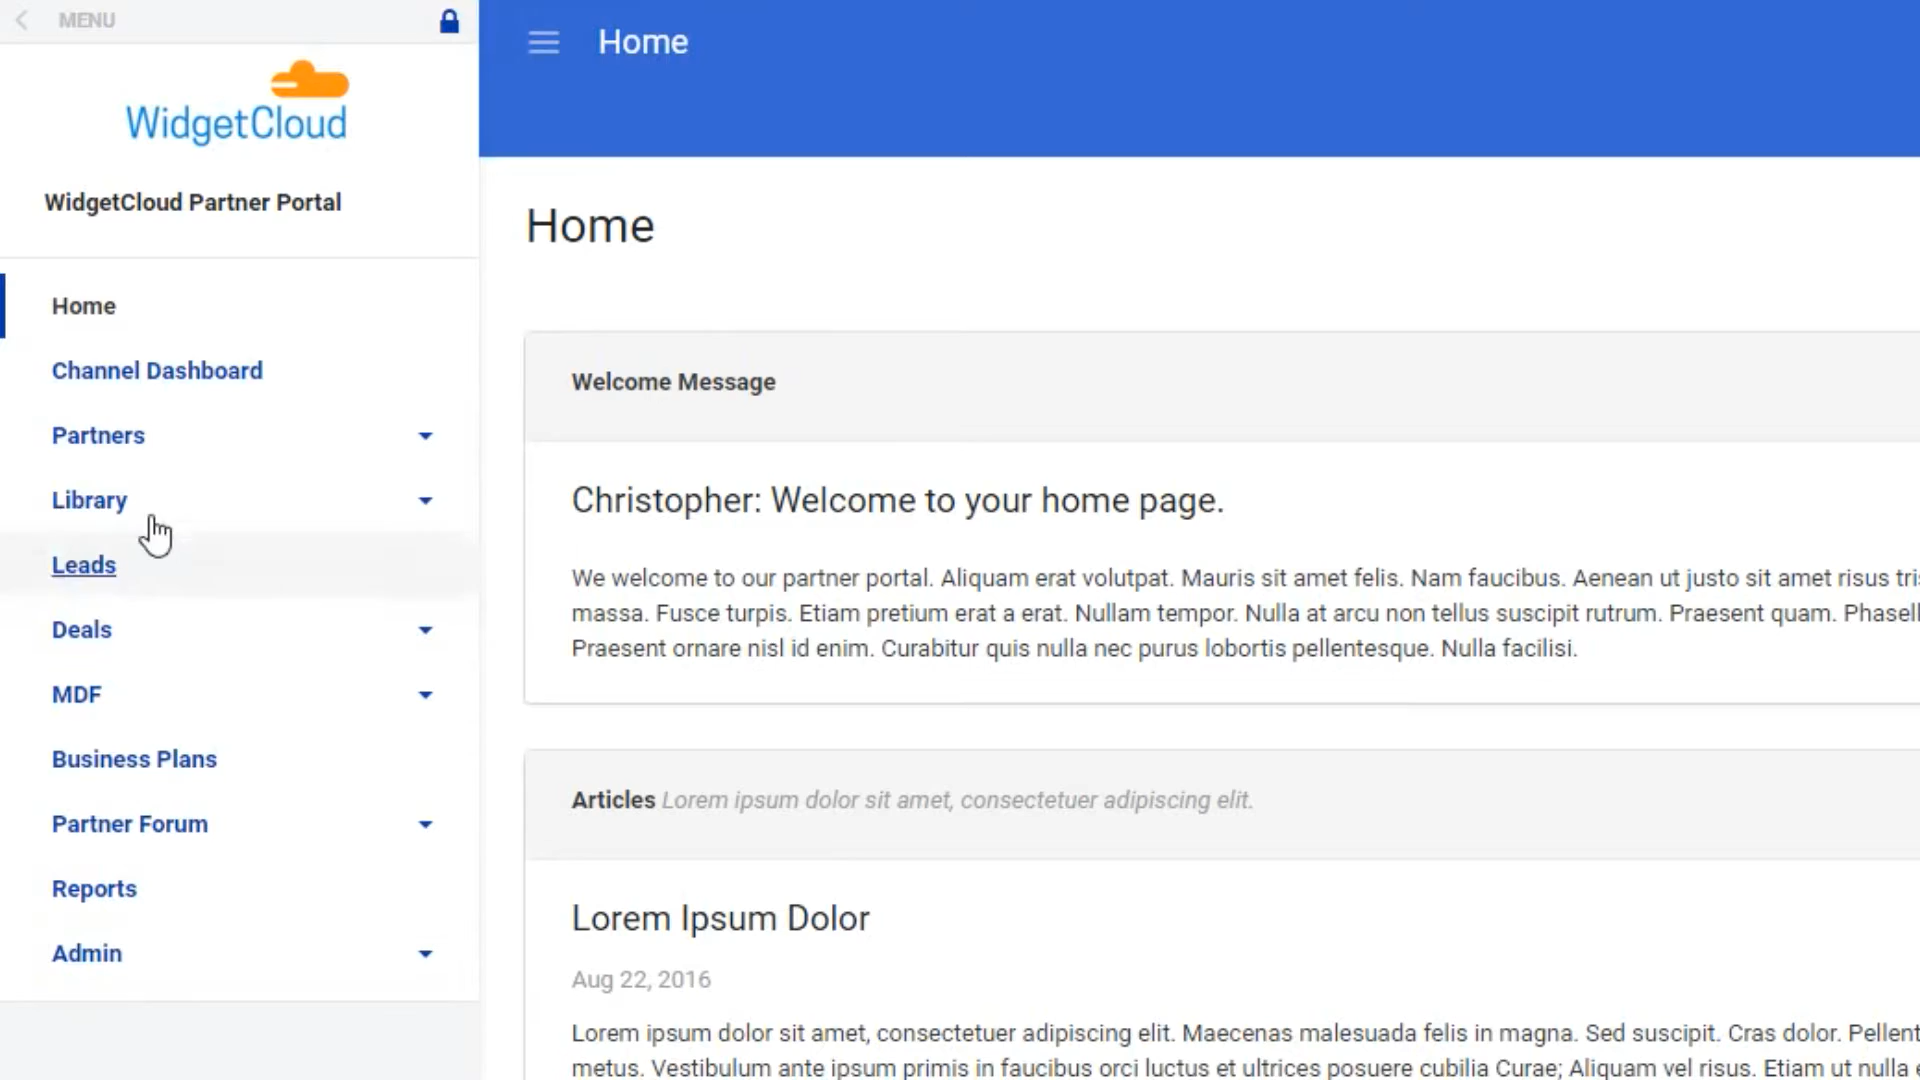 MENU
WidgetCloud
WidgetCloud Partner Portal
Home
Channel Dashboard
Partners
Library
Leads
Deals
MDF
Business Plans
Partner Forum
Reports
Admin
Home
Home
Welcome Message
Christopher: Welcome to your home page.
We welcome to our partner portal. Aliquam erat volutpat. Mauris sit amet felis. Nam faucibus. Aenean ut justo sit amet risus tris
massa. Fusce turpis. Etiam pretium erat a erat. Nullam tempor. Nulla at arcu non tellus suscipit rutrum. Praesent quam. Phasell
Praesent ornare nisl id enim. Curabitur quis nulla nec purus lobortis pellentesque. Nulla facilisi.
Articles Lorem ipsum dolor sit amet, consectetuer adipiscing elit.
Lorem Ipsum Dolor
Aug 22, 2016
Lorem ipsum dolor sit amet, consectetuer adipiscing elit. Maecenas malesuada felis in magna. Sed suscipit. Cras dolor. Pellent
metus. Vestibulum ante ipsum primis in faucibus orci luctus et ultrices posuere cubilia Curae; Aliquam vel risus. Etiam ut nulla